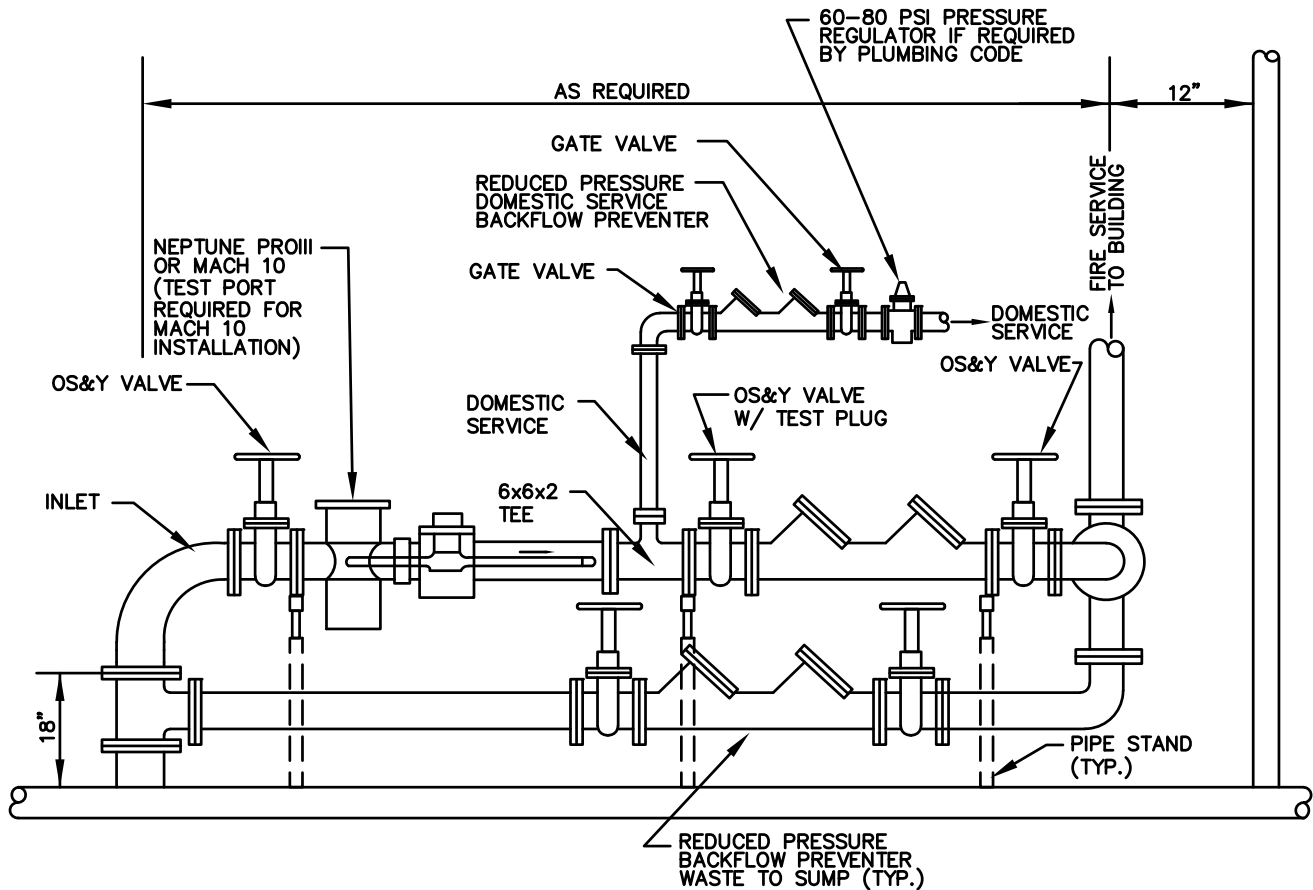 60-80 PSI PRESSURE
REGULATOR IF REQUIRED
BY PLUMBING CODE
AS REQUIRED
12"
GATE VALVE
REDUCED PRESSURE
DOMESTIC SERVICE
BACKFLOW PREVENTER
FIRE SERVICE
TO BUILDING
NEPTUNE PROIII
OR MACH 10
(TEST PORT
REQUIRED FOR
MACH 10
INSTALLATION)
GATE VALVE
DOMESTIC
SERVICE
OS&Y VALVE
OS&Y VALVE
DOMESTIC
SERVICE
OS&Y VALVE
W/ TEST PLUG
INLET
6x6x2
TEE
18"
PIPE STAND
(TYP.)
REDUCED PRESSURE
BACKFLOW PREVENTER
WASTE TO SUMP (TYP.)